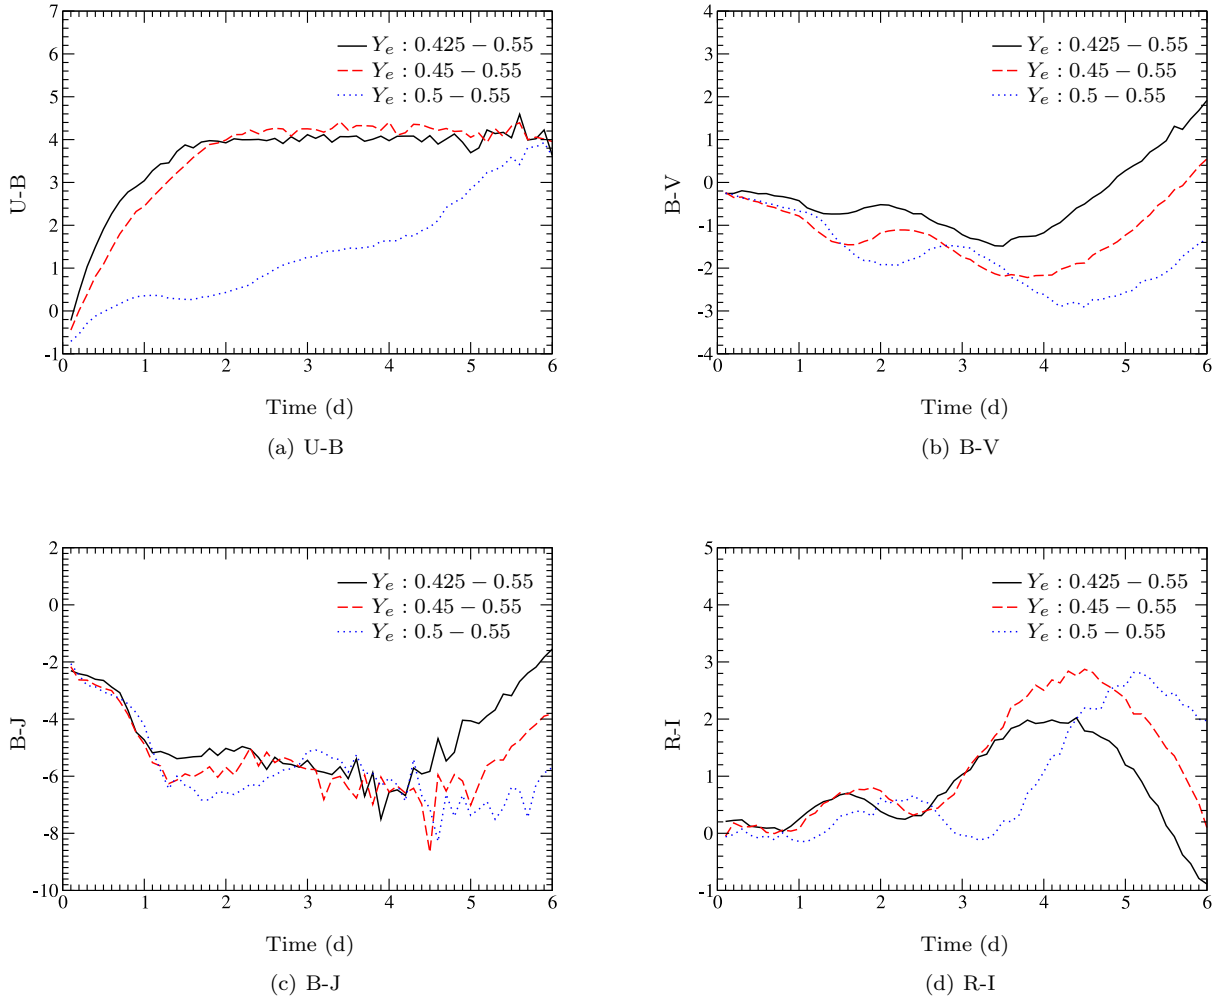 7
6
5
4
3
2
1
0
-1
U-B
Y_e : 0.425 − 0.55
Y_e : 0.45 − 0.55
Y_e : 0.5 − 0.55
0 1 2 3 4 5 6
Time (d)
(a) U-B
4
3
2
1
0
-1
-2
-3
-4
B-V
Y_e : 0.425 − 0.55
Y_e : 0.45 − 0.55
Y_e : 0.5 − 0.55
0 1 2 3 4 5 6
Time (d)
(b) B-V
2
0
-2
-4
-6
-8
-10
B-J
Y_e : 0.425 − 0.55
Y_e : 0.45 − 0.55
Y_e : 0.5 − 0.55
0 1 2 3 4 5 6
Time (d)
(c) B-J
5
4
3
2
1
0
-1
R-I
Y_e : 0.425 − 0.55
Y_e : 0.45 − 0.55
Y_e : 0.5 − 0.55
0 1 2 3 4 5 6
Time (d)
(d) R-I